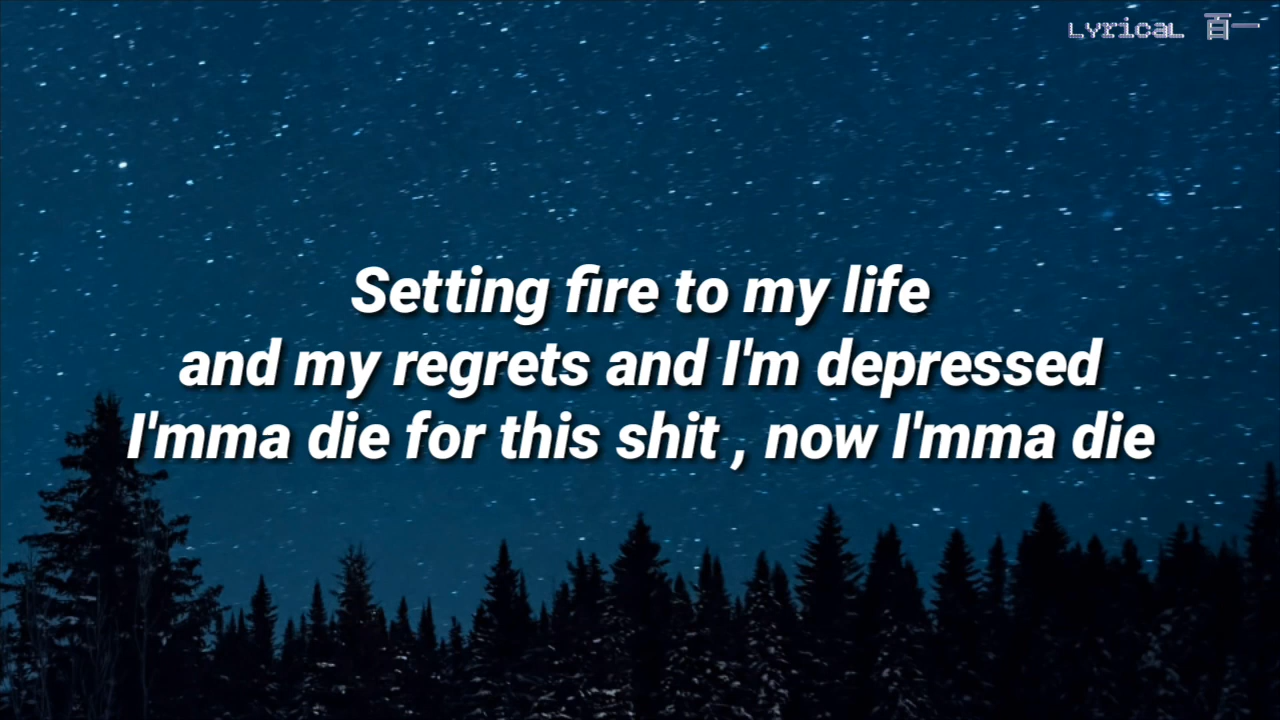 LYricaL 百一
Setting fire to my life
and my regrets and I'm depressed
I'mma die for this shit , now I'mma die